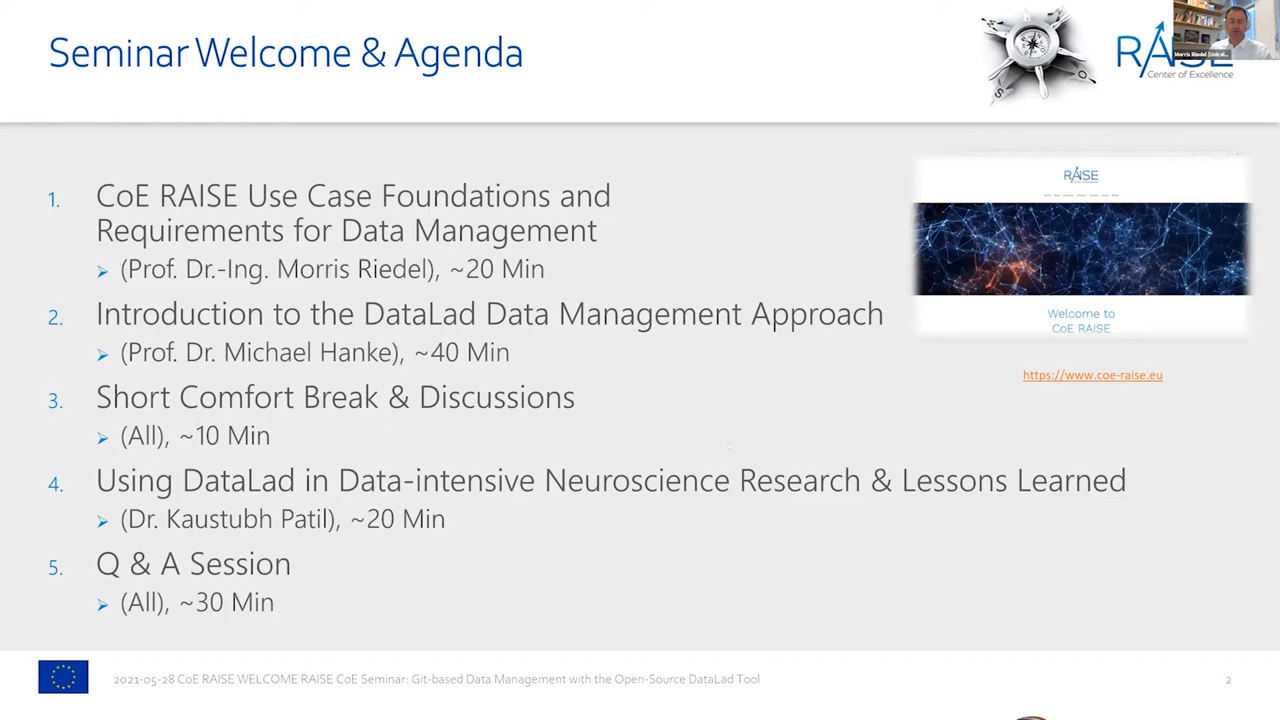 Seminar Welcome & Agenda
RAISE
Center of Excellence
1. CoE RAISE Use Case Foundations and
Requirements for Data Management
(Prof. Dr.-Ing. Morris Riedel), ~20 Min
2. Introduction to the DataLad Data Management Approach
(Prof. Dr. Michael Hanke), ~40 Min
3. Short Comfort Break & Discussions
(All), ~10 Min
4. Using DataLad in Data-intensive Neuroscience Research & Lessons Learned
(Dr. Kaustubh Patil), ~20 Min
5. Q & A Session
(All), ~30 Min
RAISE
Welcome to
CoE RAISE
https://www.coe-raise.eu
2021-05-28 CoE RAISE WELCOME RAISE CoE Seminar: Git-based Data Management with the Open-Source DataLad Tool
2